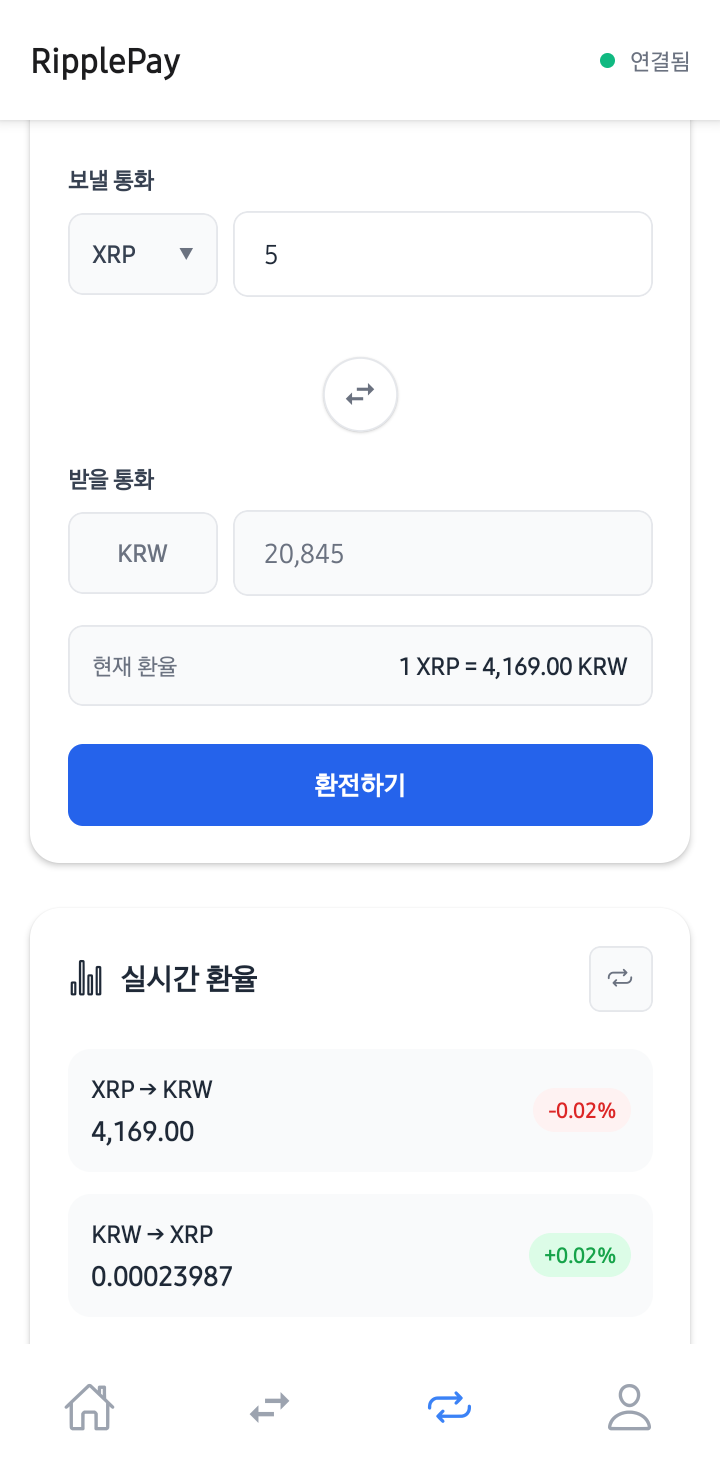 RipplePay
연결됨
보낼 통화
XRP ▼
5
받을 통화
KRW
20,845
현재 환율
1 XRP = 4,169.00 KRW
환전하기
실시간 환율
XRP → KRW
4,169.00
-0.02%
KRW → XRP
0.00023987
+0.02%